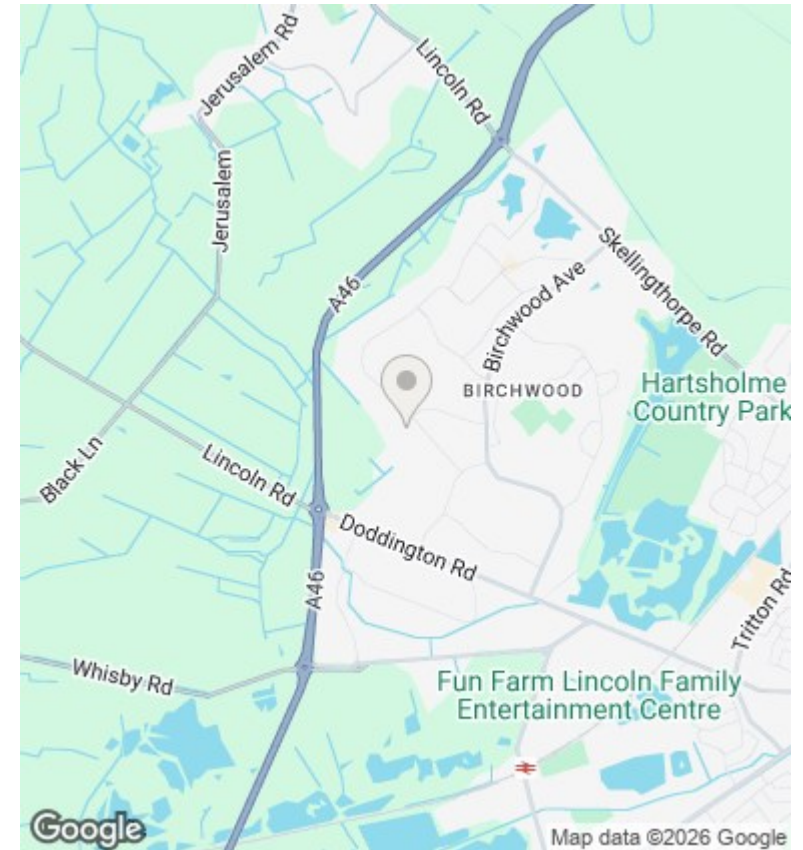 Jerusalem Rd
Lincoln Rd
Jerusalem
Skellingthorpe Rd
A46
Birchwood Ave
BIRCHWOOD
Hartsholme
Country Park
Black Ln
Lincoln Rd
Doddington Rd
A46
Tritton Rd
Whisby Rd
Fun Farm Lincoln Family
Entertainment Centre
Google
Map data ©2026 Google